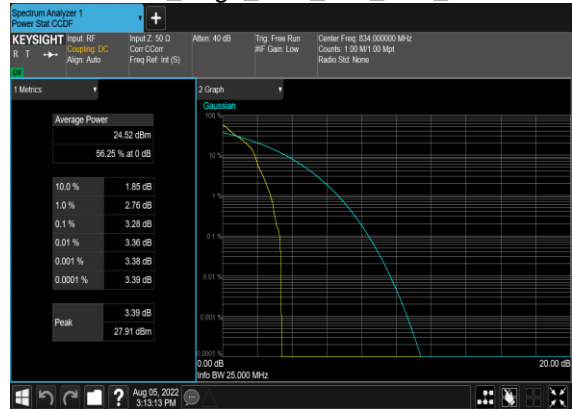 Spectrum Analyzer 1
Power Stat CCDF
+
KEYSIGHT
R T
Input: RF
Coupling: DC
Align: Auto
Input Z: 50 Ω
Corr CCorr
Freq Ref: Int (S)
Atten: 40 dB
Trig: Free Run
#IF Gain: Low
Center Freq: 834.000000 MHz
Counts: 1.00 M/1.00 Mpt
Radio Std: None
1 Metrics
2 Graph
Gaussian
Average Power
24.52 dBm
56.25 % at 0 dB
10.0 % 1.85 dB
1.0 % 2.76 dB
0.1 % 3.28 dB
0.01 % 3.36 dB
0.001 % 3.38 dB
0.0001 % 3.39 dB
Peak
3.39 dB
27.91 dBm
100 %
10 %
1 %
0.1 %
0.01 %
0.001 %
0.0001 %
0.00 dB
20.00 dB
Info BW 25.000 MHz
?
Aug 05, 2022
3:13:13 PM